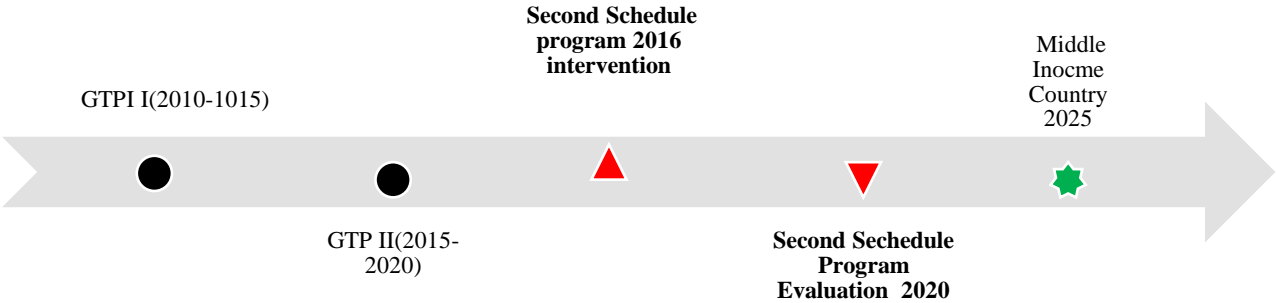 GTPI I(2010-1015)
GTP II(2015-
2020)
Second Schedule
program 2016
intervention
Second Sechedule
Program
Evaluation 2020
Middle
Inocme
Country
2025